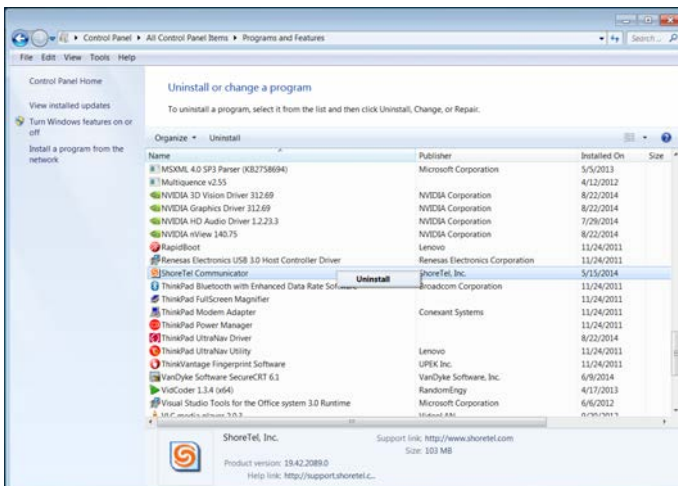 Control Panel ▸ All Control Panel Items ▸ Programs and Features
Search ...
File Edit View Tools Help
Control Panel Home
View installed updates
Turn Windows features on or off
Install a program from the network
Uninstall or change a program
To uninstall a program, select it from the list and then click Uninstall, Change, or Repair.
Organize Uninstall
Name Publisher Installed On Size
MSXML 4.0 SP3 Parser (KB2758694) Microsoft Corporation 5/5/2013
Multiquence v2.55 4/12/2012
NVIDIA 3D Vision Driver 312.69 NVIDIA Corporation 8/22/2014
NVIDIA Graphics Driver 312.69 NVIDIA Corporation 8/22/2014
NVIDIA HD Audio Driver 1.2.23.3 NVIDIA Corporation 7/29/2014
NVIDIA nView 140.75 NVIDIA Corporation 8/22/2014
RapidBoot Lenovo 11/24/2011
Renesas Electronics USB 3.0 Host Controller Driver Renesas Electronics Corporation 11/24/2011
ShoreTel Communicator ShoreTel, Inc. 5/15/2014
Uninstall
ThinkPad Bluetooth with Enhanced Data Rate Broadcom Corporation 11/24/2011
ThinkPad FullScreen Magnifier 11/24/2011
ThinkPad Modem Adapter Conexant Systems 11/24/2011
ThinkPad Power Manager 11/24/2011
ThinkPad UltraNav Driver 8/22/2014
ThinkPad UltraNav Utility Lenovo 11/24/2011
ThinkVantage Fingerprint Software UPEK Inc. 11/24/2011
VanDyke Software SecureCRT 6.1 VanDyke Software, Inc. 6/9/2014
VidCoder 1.3.4 (x64) RandomEngy 4/17/2013
Visual Studio Tools for the Office system 3.0 Runtime Microsoft Corporation 6/6/2012
VLC media player 2.0.3 VideoLAN
ShoreTel, Inc. Support link: http://www.shoretel.com
Size: 103 MB
Product version: 19.42.2089.0
Help link: http://support.shoretel.c...